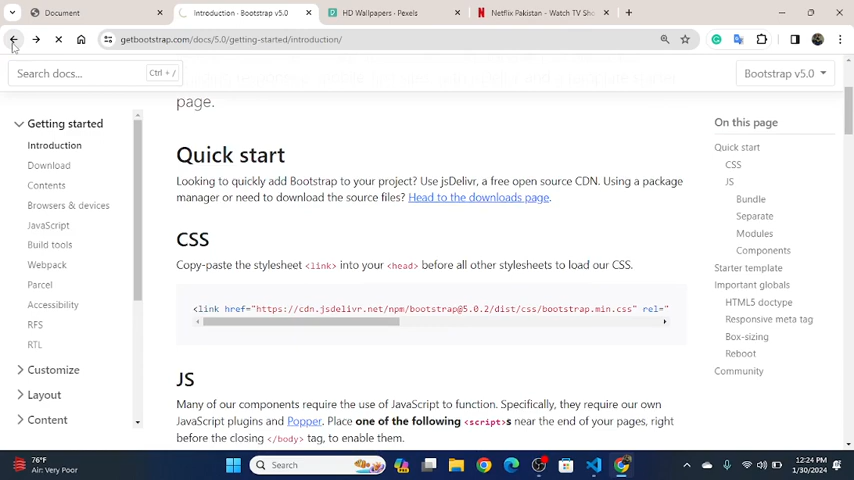 Document
Introduction · Bootstrap v5.0
HD Wallpapers - Pexels
Netflix Pakistan - Watch TV Sho
getbootstrap.com/docs/5.0/getting-started/introduction/
Search docs...
Ctrl + /
Bootstrap v5.0
page.
Getting started
Introduction
Download
Contents
Browsers & devices
JavaScript
Build tools
Webpack
Parcel
Accessibility
RFS
RTL
Customize
Layout
Content
Quick start
Looking to quickly add Bootstrap to your project? Use jsDelivr, a free open source CDN. Using a package
manager or need to download the source files? Head to the downloads page.
CSS
Copy-paste the stylesheet <link> into your <head> before all other stylesheets to load our CSS.
<link href="https://cdn.jsdelivr.net/npm/bootstrap@5.0.2/dist/css/bootstrap.min.css" rel="
JS
Many of our components require the use of JavaScript to function. Specifically, they require our own
JavaScript plugins and Popper. Place one of the following <script>s near the end of your pages, right
before the closing </body> tag, to enable them.
On this page
Quick start
CSS
JS
Bundle
Separate
Modules
Components
Starter template
Important globals
HTML5 doctype
Responsive meta tag
Box-sizing
Reboot
Community
76°F
Air: Very Poor
Search
12:24 PM
1/30/2024